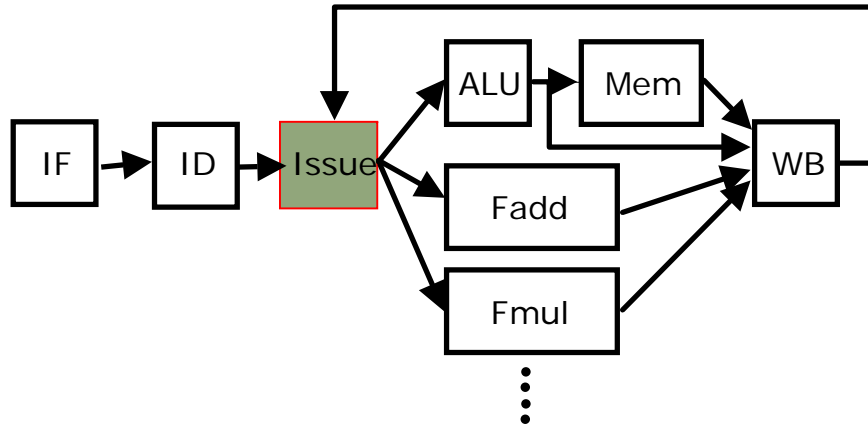 ALU
Mem
IF
ID
Issue
WB
Fadd
Fmul